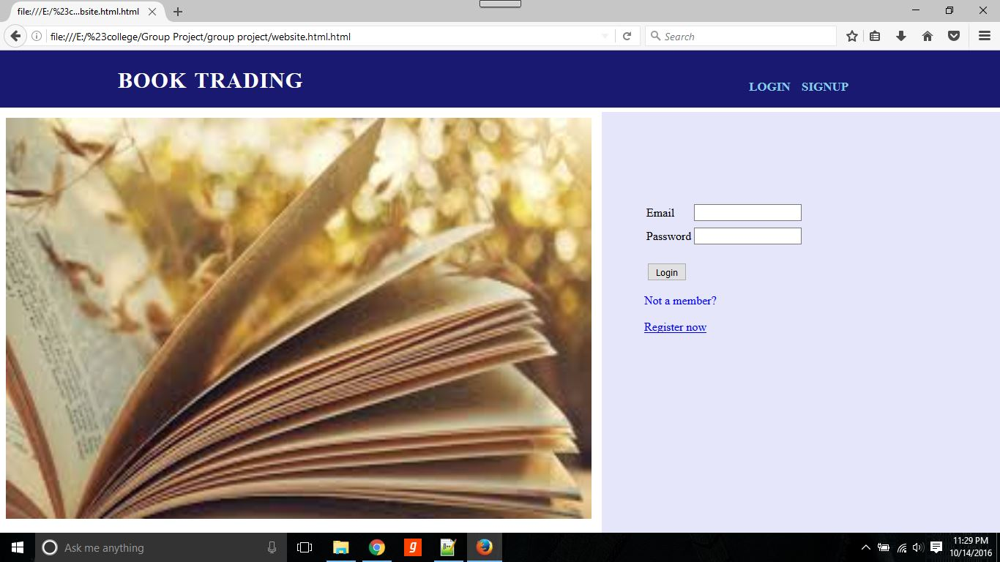 file:///E:/%23c...bsite.html.html
file:///E:/%23college/Group Project/group project/website.html.html
Search
BOOK TRADING
LOGIN SIGNUP
Email
Password
Login
Not a member?
Register now
Ask me anything
g
11:29 PM
10/14/2016